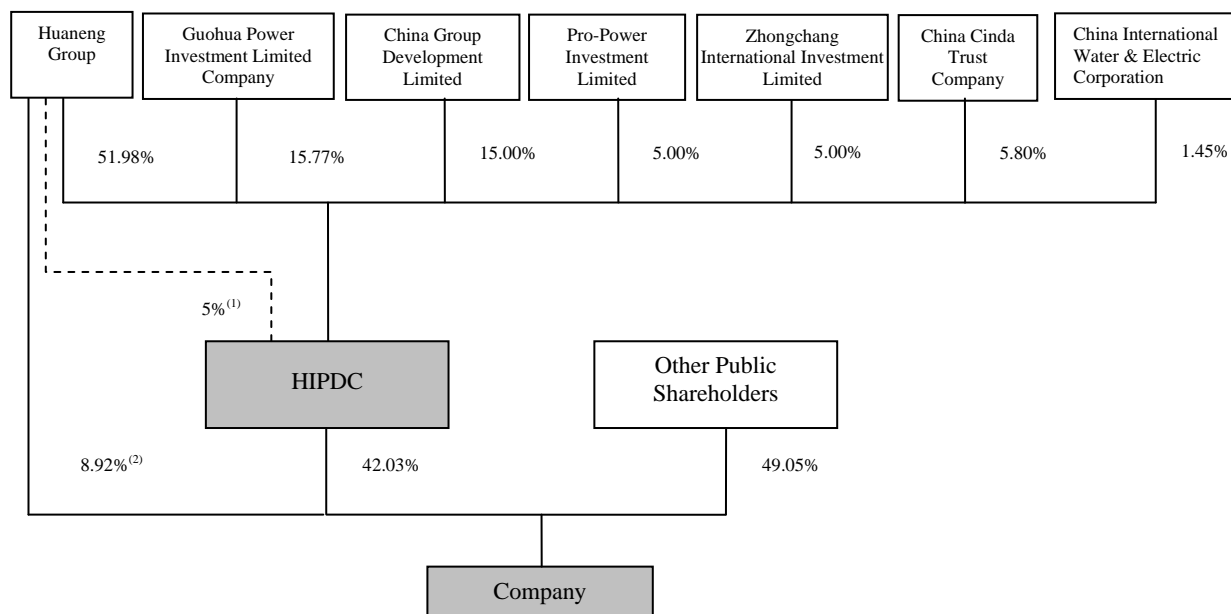 Huaneng
Group
Guohua Power
Investment Limited
Company
China Group
Development
Limited
Pro-Power
Investment
Limited
Zhongchang
International Investment
Limited
China Cinda
Trust
Company
China International
Water & Electric
Corporation
51.98%
15.77%
15.00%
5.00%
5.00%
5.80%
1.45%
5%(1)
HIPDC
Other Public
Shareholders
8.92%(2)
42.03%
49.05%
Company